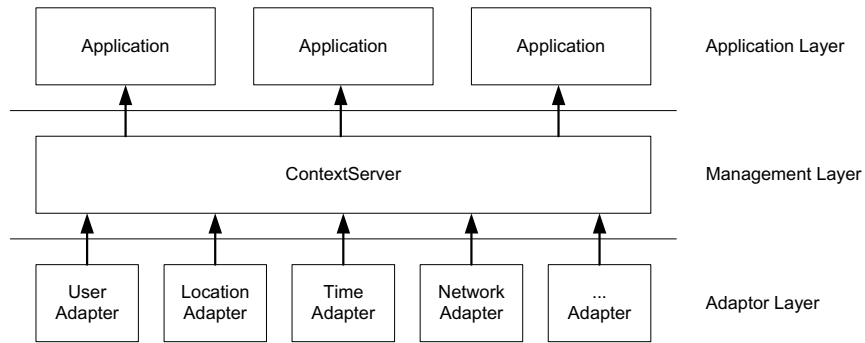 Application Application Application Application Layer
ContextServer Management Layer
User Location Time Network ...
Adapter Adapter Adapter Adapter Adapter
Adaptor Layer